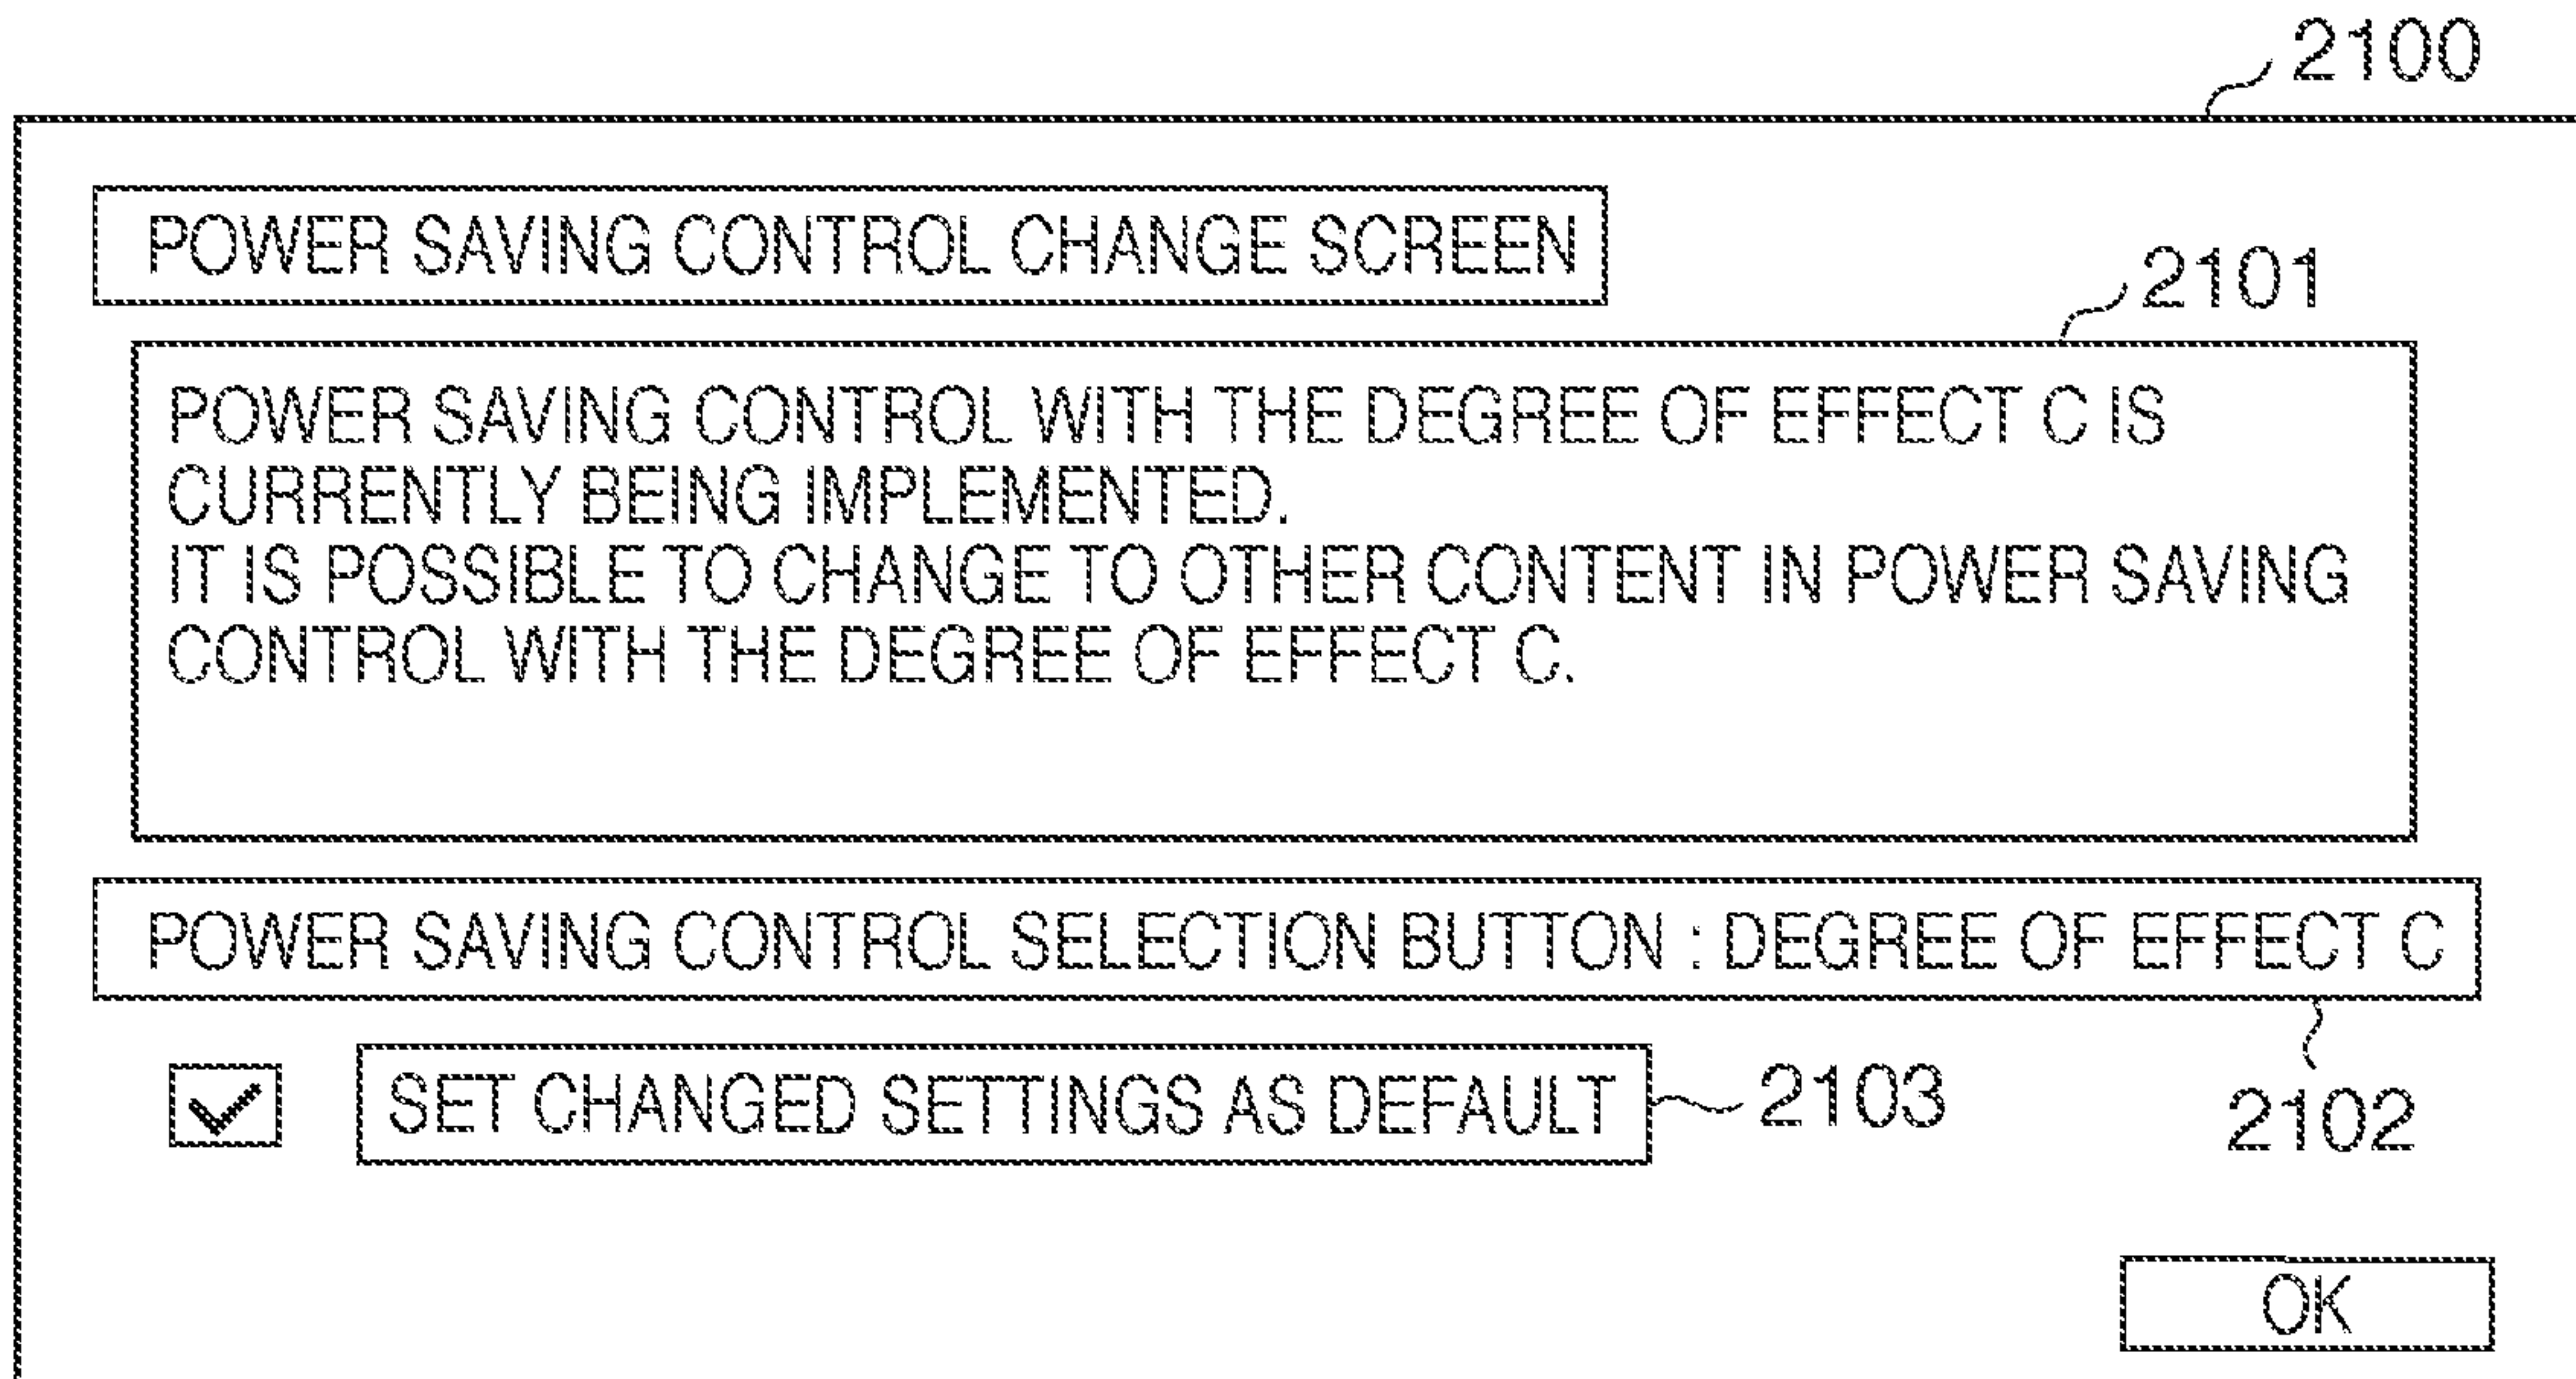 2100
POWER SAVING CONTROL CHANGE SCREEN
2101
POWER SAVING CONTROL WITH THE DEGREE OF EFFECT C IS
CURRENTLY BEING IMPLEMENTED.
IT IS POSSIBLE TO CHANGE TO OTHER CONTENT IN POWER SAVING
CONTROL WITH THE DEGREE OF EFFECT C.
POWER SAVING CONTROL SELECTION BUTTON : DEGREE OF EFFECT C
SET CHANGED SETTINGS AS DEFAULT
2103
2102
OK